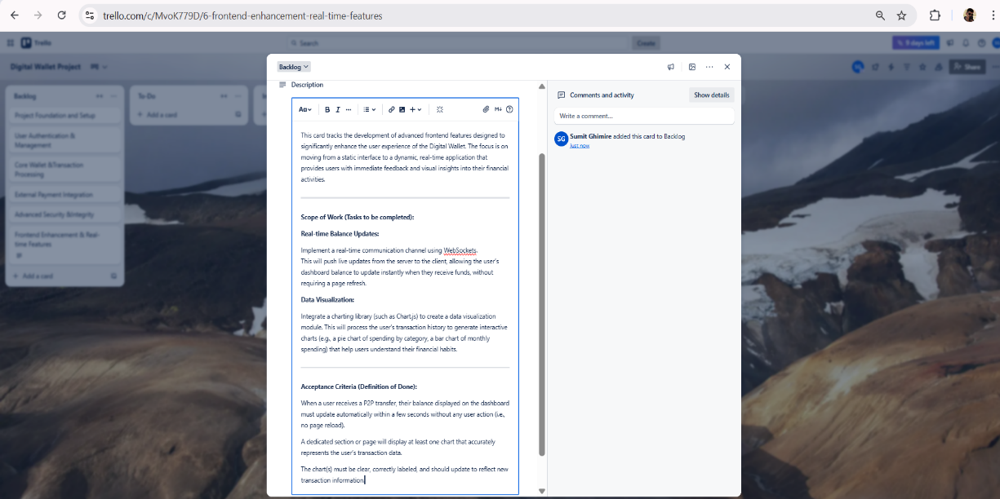 trello.com/c/MvoK779D/6-frontend-enhancement-real-time-features
Trello
Search
Create
9 days left
Digital Wallet Project
Share
Backlog
Project Foundation and Setup
User Authentication &
Management
Core Wallet &Transaction
Processing
External Payment Integration
Advanced Security &Integrity
Frontend Enhancement & Real-
time Features
+ Add a card
To-Do
+ Add a card
Backlog
Description
Aa
B I ...
M↓
This card tracks the development of advanced frontend features designed to
significantly enhance the user experience of the Digital Wallet. The focus is on
moving from a static interface to a dynamic, real-time application that
provides users with immediate feedback and visual insights into their financial
activities.
Scope of Work (Tasks to be completed):
Real-time Balance Updates:
Implement a real-time communication channel using WebSockets.
This will push live updates from the server to the client, allowing the user's
dashboard balance to update instantly when they receive funds, without
requiring a page refresh.
Data Visualization:
Integrate a charting library (such as Chart.js) to create a data visualization
module. This will process the user's transaction history to generate interactive
charts (e.g., a pie chart of spending by category, a bar chart of monthly
spending) that help users understand their financial habits.
Acceptance Criteria (Definition of Done):
When a user receives a P2P transfer, their balance displayed on the dashboard
must update automatically within a few seconds without any user action (i.e.,
no page reload).
A dedicated section or page will display at least one chart that accurately
represents the user's transaction data.
The chart(s) must be clear, correctly labeled, and should update to reflect new
transaction information.
Comments and activity
Show details
Write a comment...
SG
Sumit Ghimire added this card to Backlog
Just now